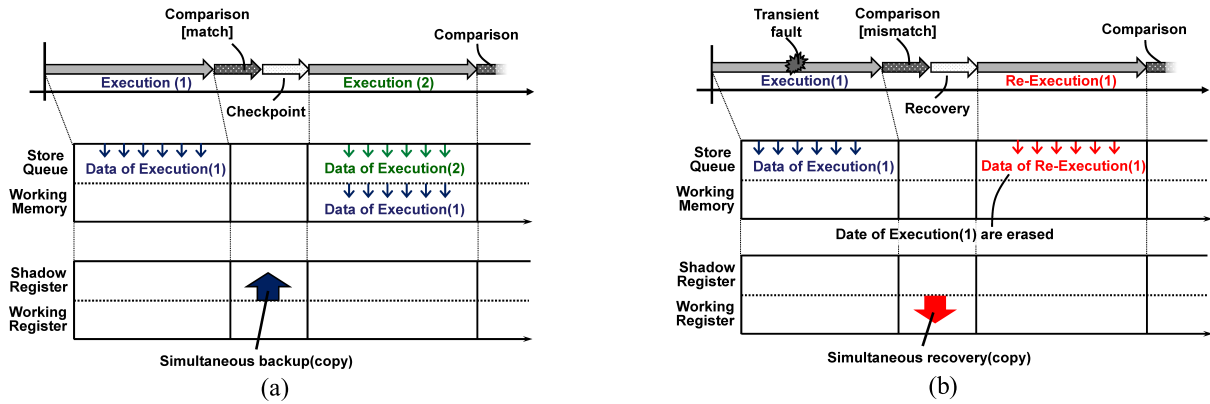 Comparison
[match]
Comparison
Execution (1)
Execution (2)
Checkpoint
Store
Queue
Data of Execution(1)
Data of Execution(2)
Working
Memory
Data of Execution(1)
Shadow
Register
Working
Register
Simultaneous backup(copy)
(a)
Transient
fault
Comparison
[mismatch]
Comparison
Execution(1)
Re-Execution(1)
Recovery
Store
Queue
Data of Execution(1)
Data of Re-Execution(1)
Working
Memory
Date of Execution(1) are erased
Shadow
Register
Working
Register
Simultaneous recovery(copy)
(b)